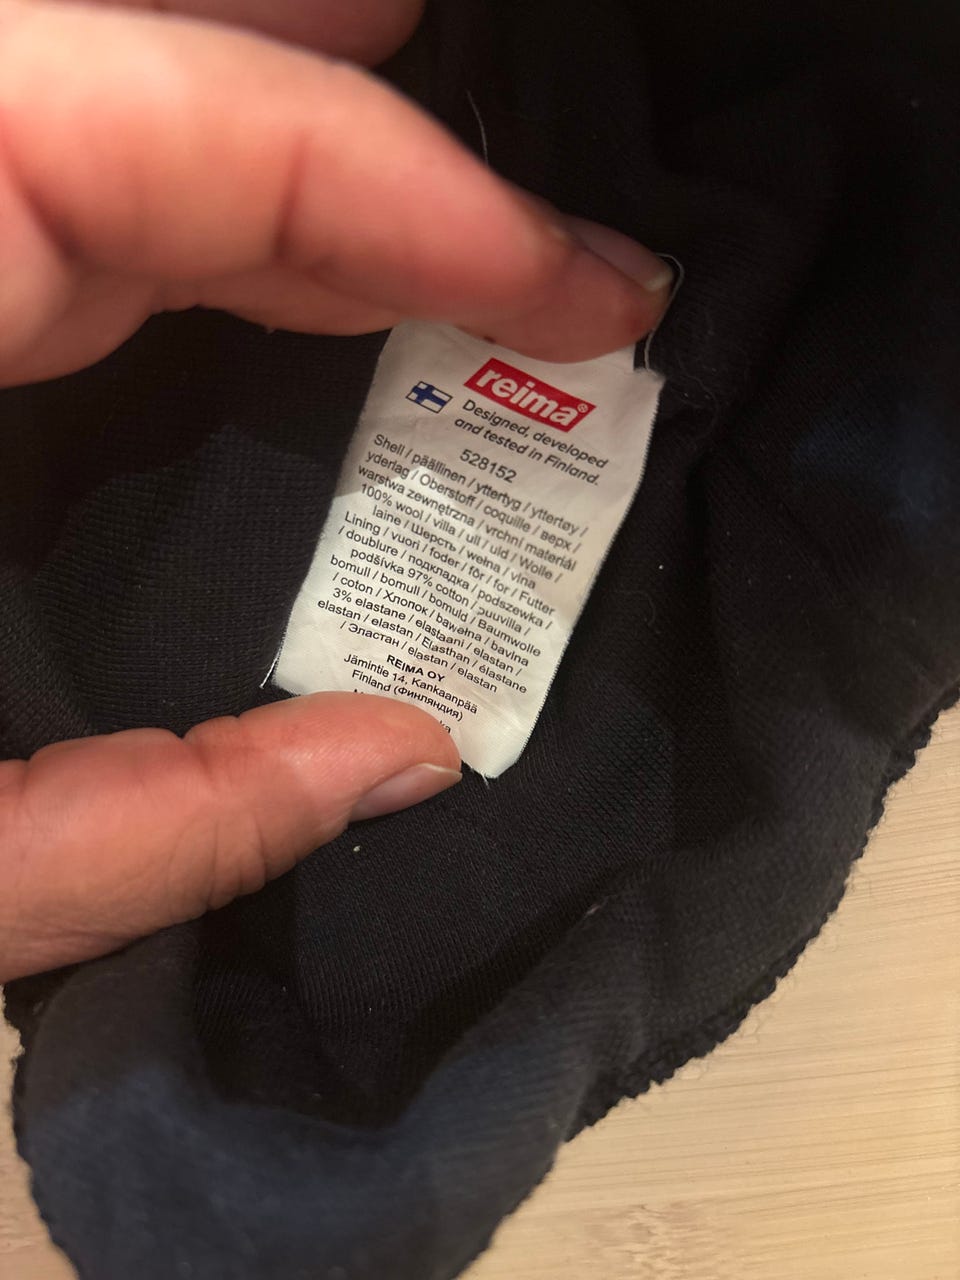 reima®
Designed, developed
and tested in Finland.
528152
Shell / päällinen / yttertyg / yttertøy /
yderlag / Oberstoff / coquille / верх /
warstwa zewnętrzna / vrchní materiál
100% wool / villa / ull / uld / Wolle /
laine / Шерсть / wełna / vlna
Lining / vuori / foder / fôr / for / Futter
/ doublure / подкладка / podszewka /
podšívka 97% cotton / puuvilla /
bomull / bomull / bomuld / Baumwolle
/ coton / Хлопок / bawełna / bavlna
3% elastane / elastaani / elastan /
elastan / elastan / Elasthan / élastane
/ Эластан / elastan / elastan
REIMA OY
Jämintie 14, Kankaanpää
Finland (Финляндия)